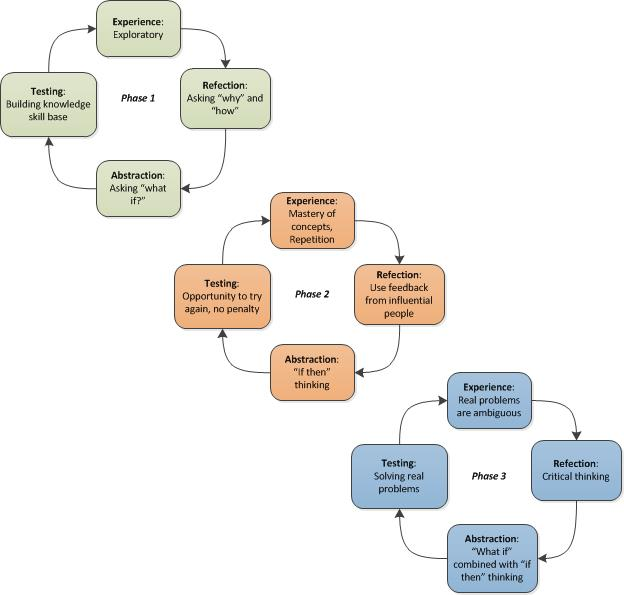 Experience:
Exploratory
Testing:
Building knowledge
skill base
Phase 1
Refection:
Asking "why" and
"how"
Abstraction:
Asking "what
if?"
Experience:
Mastery of
concepts,
Repetition
Testing:
Opportunity to try
again, no penalty
Phase 2
Refection:
Use feedback
from influential
people
Abstraction:
"If then"
thinking
Experience:
Real problems
are ambiguous
Testing:
Solving real
problems
Phase 3
Refection:
Critical thinking
Abstraction:
"What if"
combined with "if
then" thinking